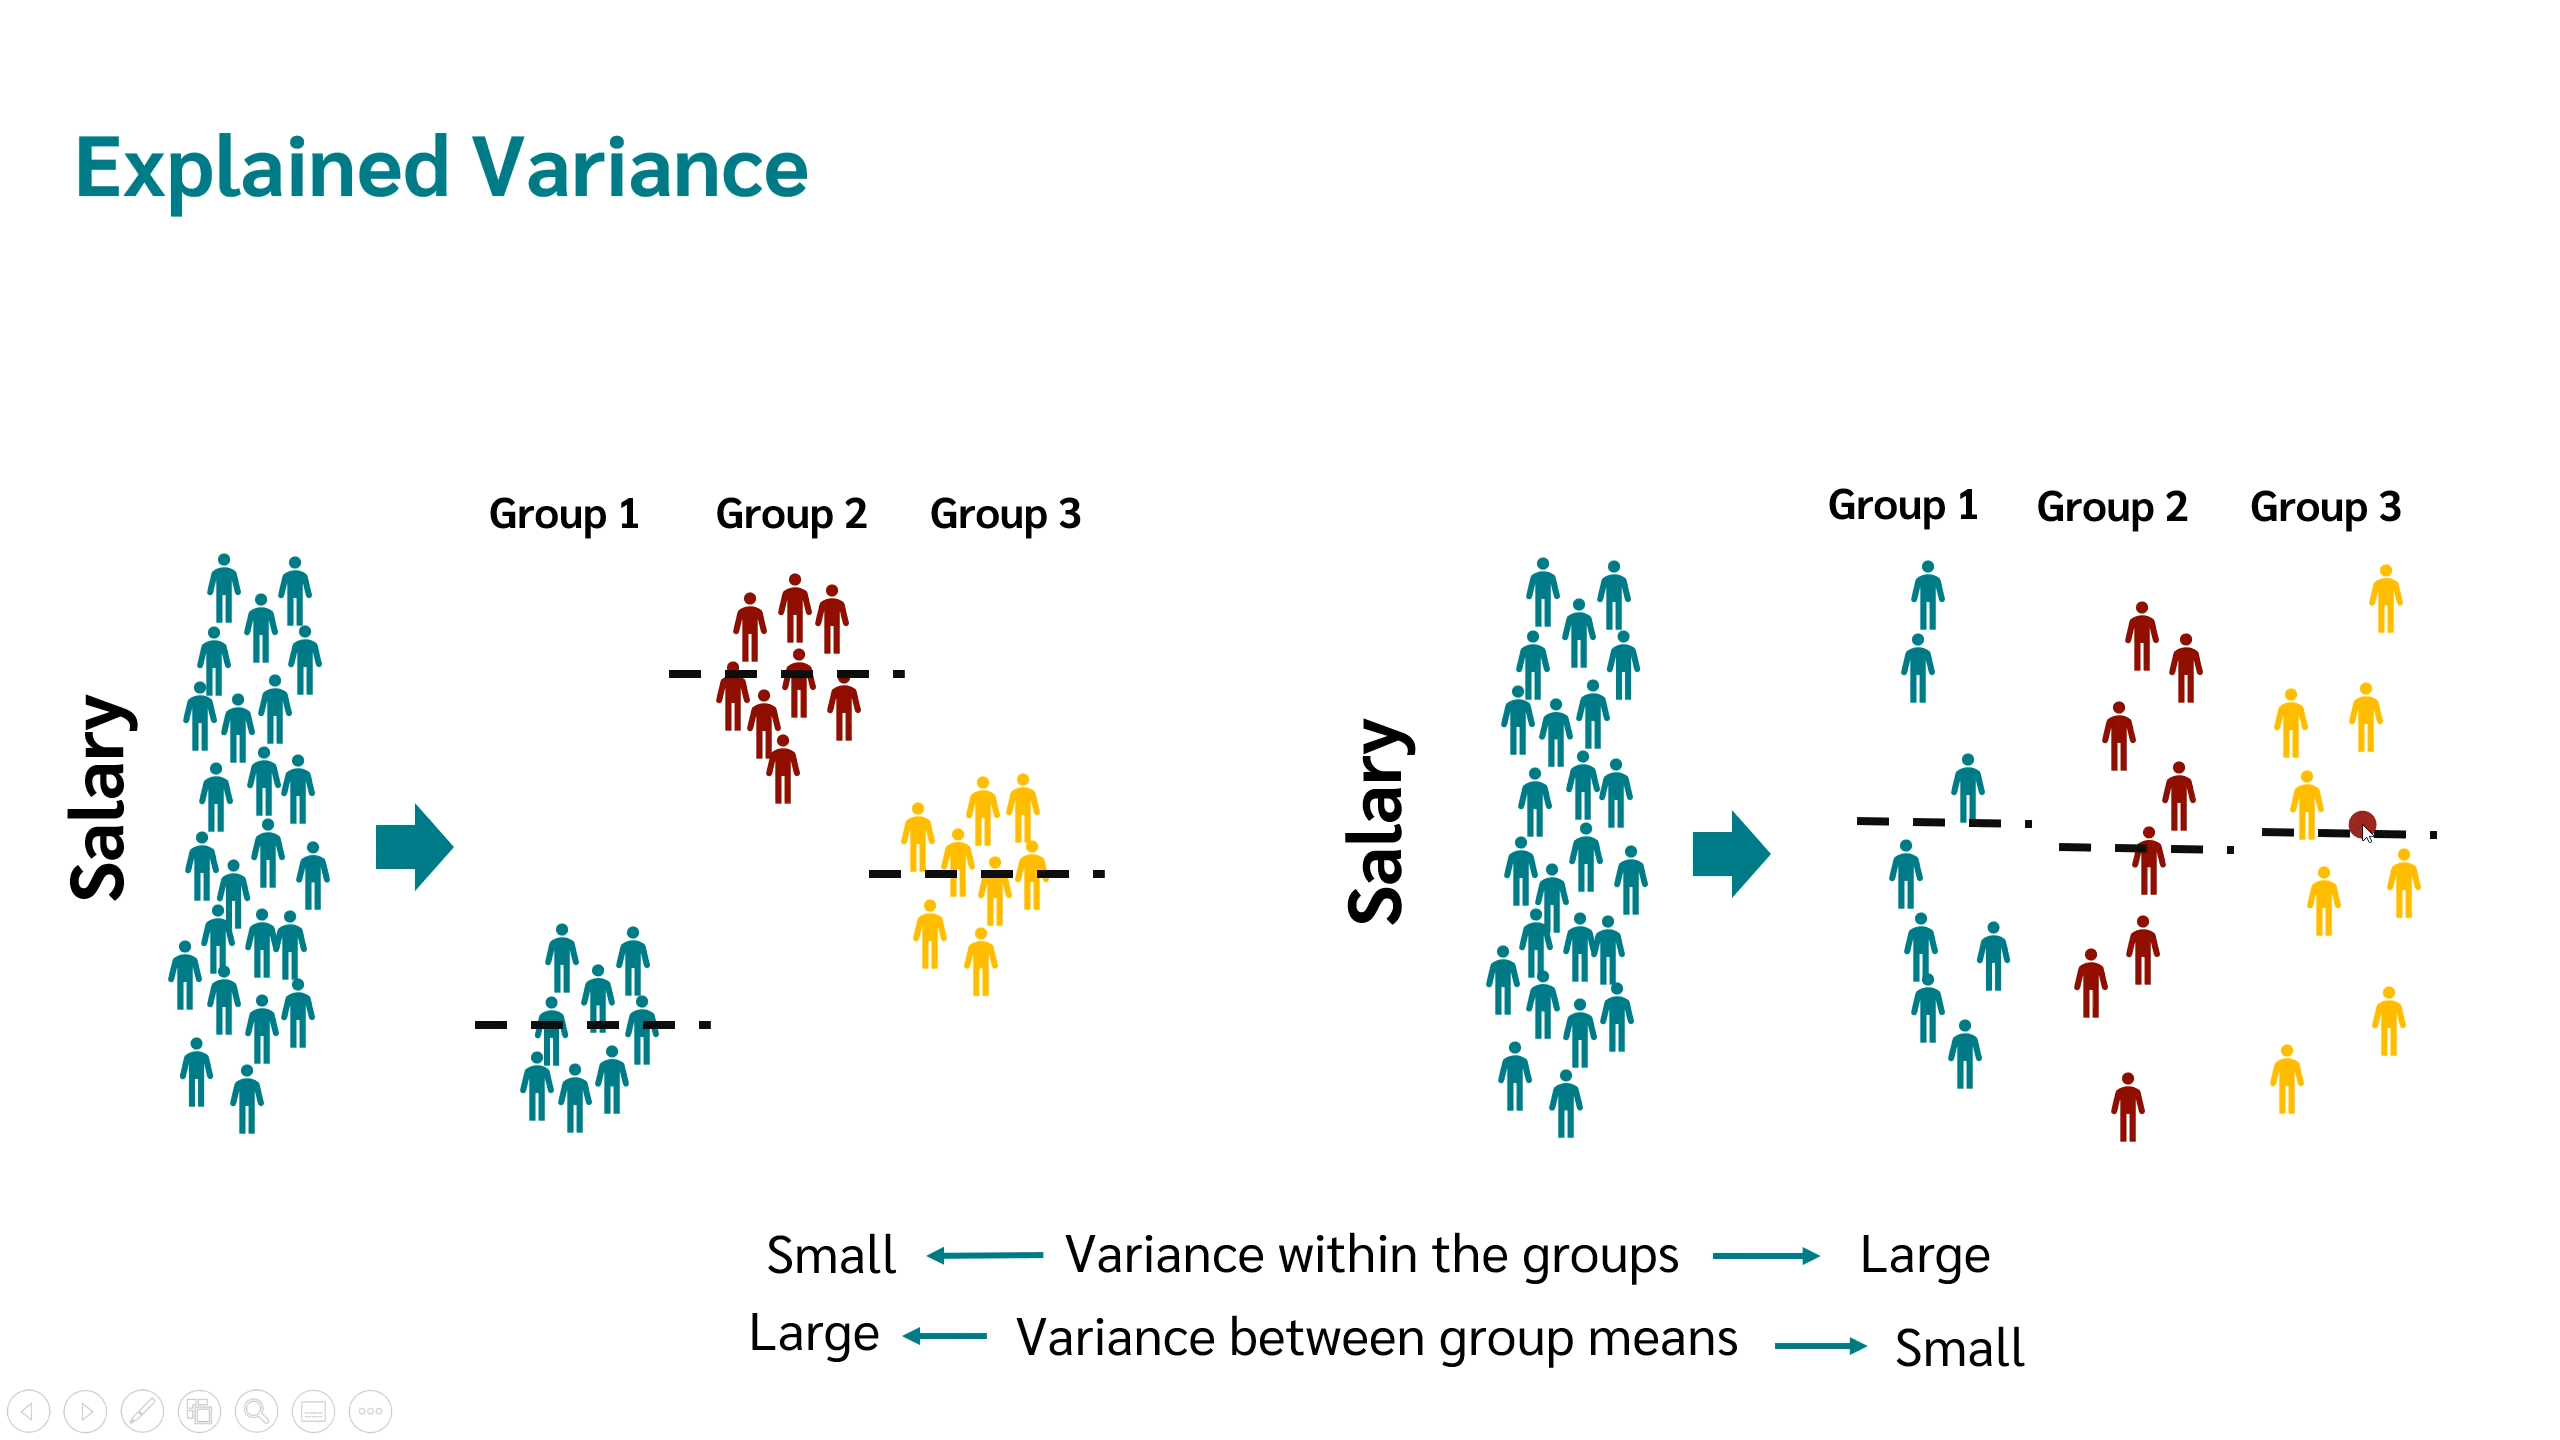 Explained Variance
Group 1 Group 2 Group 3
Salary
Group 1 Group 2 Group 3
Salary
Small Variance within the groups Large
Large Variance between group means Small